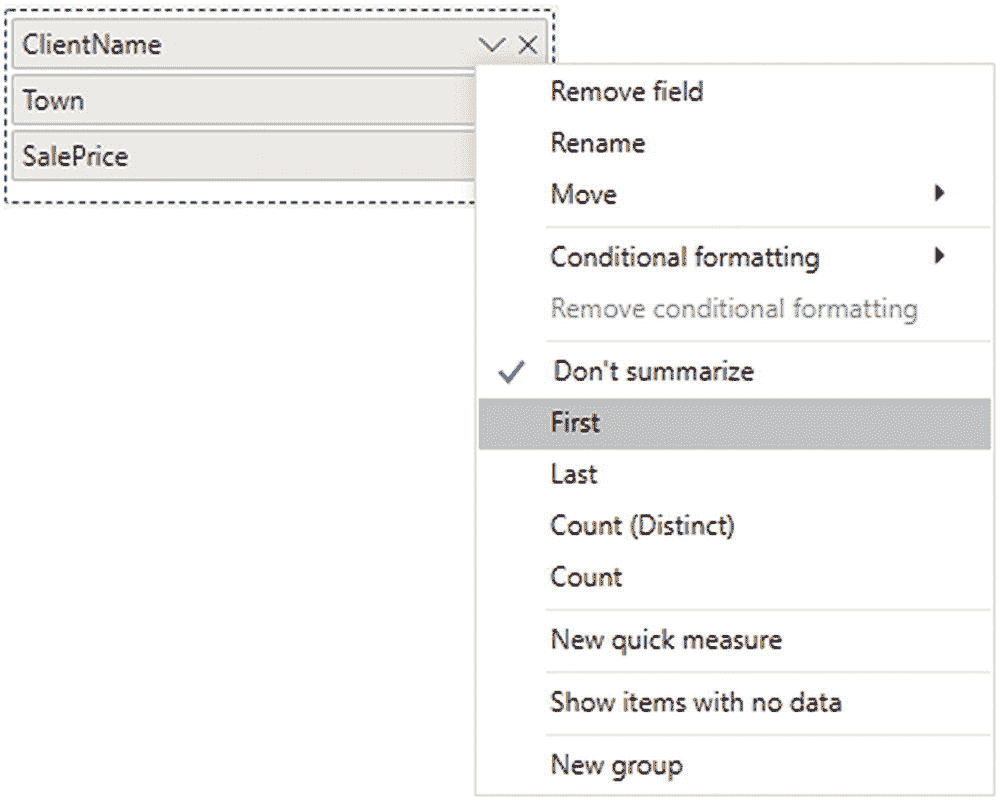 ClientName
Town
SalePrice
Remove field
Rename
Move
Conditional formatting
Remove conditional formatting
Don't summarize
First
Last
Count (Distinct)
Count
New quick measure
Show items with no data
New group